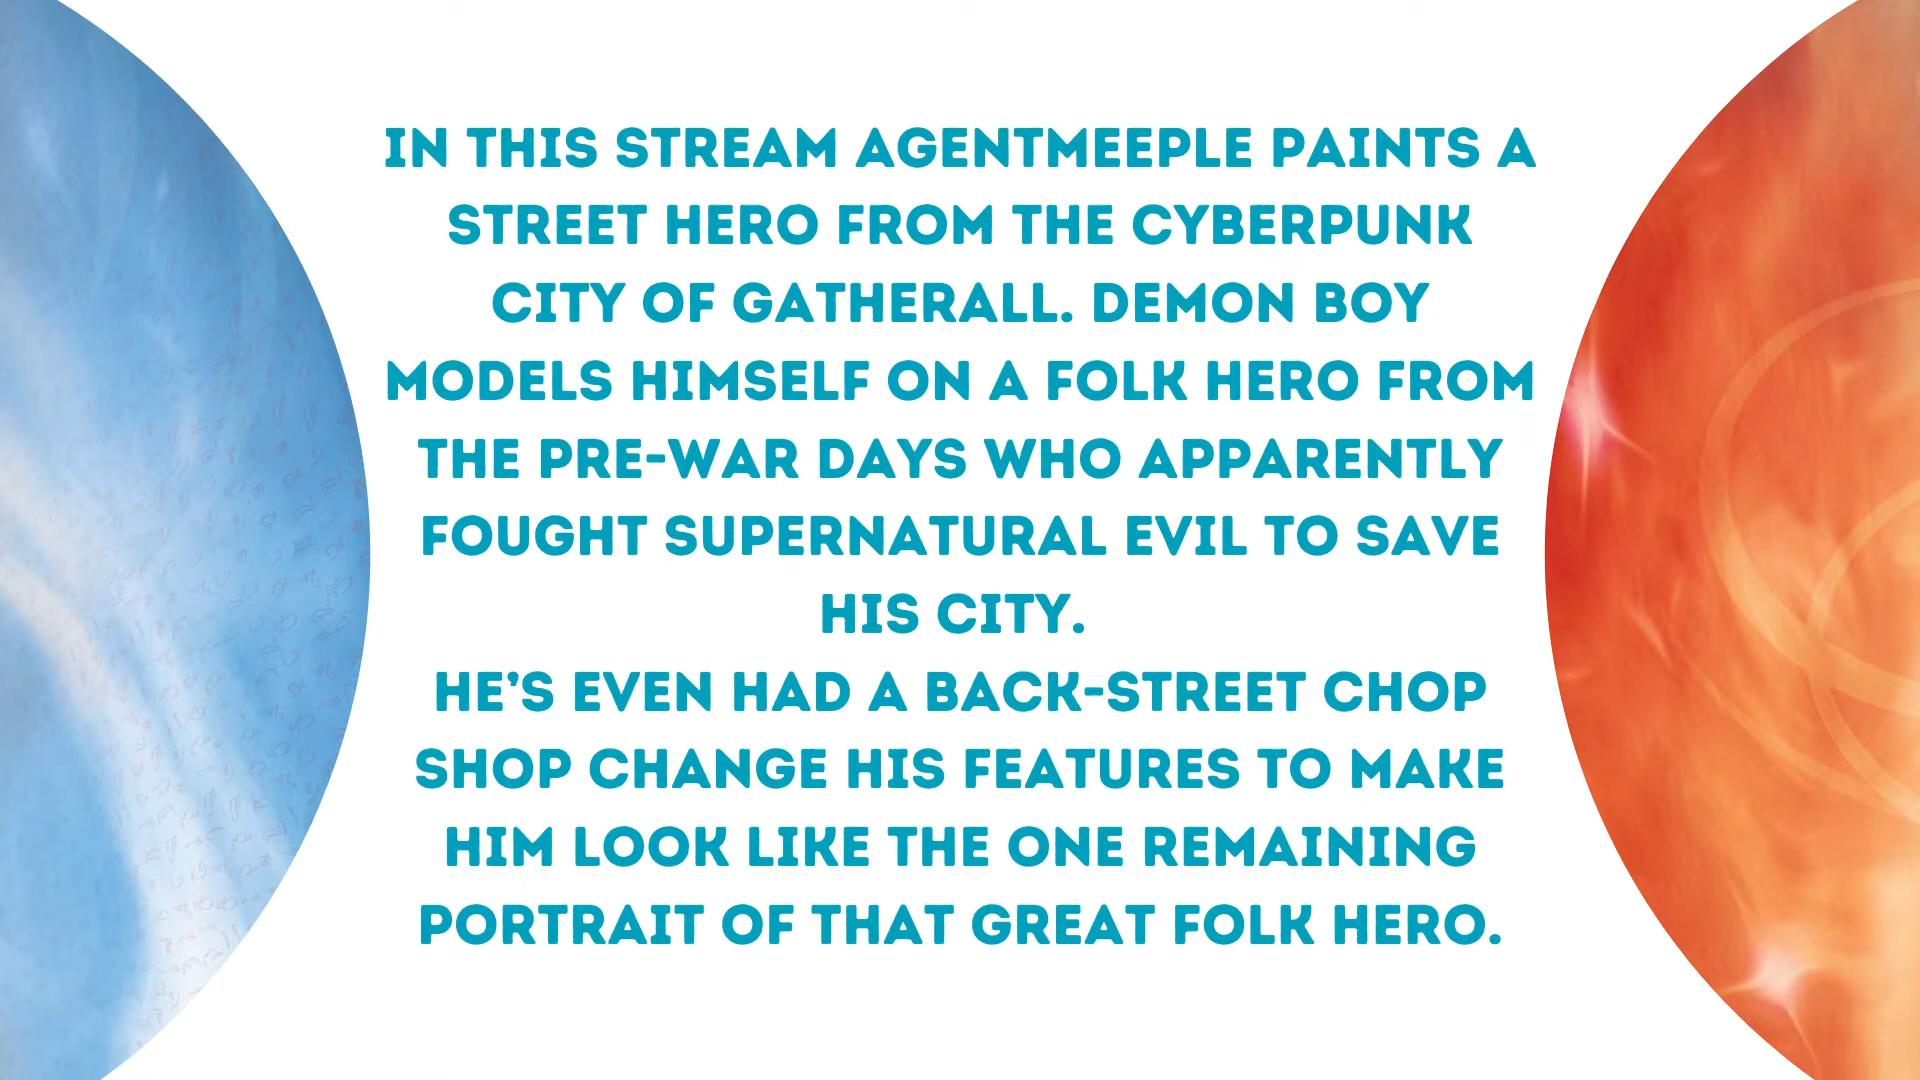 IN THIS STREAM AGENTMEEPLE PAINTS A
STREET HERO FROM THE CYBERPUNK
CITY OF GATHERALL. DEMON BOY
MODELS HIMSELF ON A FOLK HERO FROM
THE PRE-WAR DAYS WHO APPARENTLY
FOUGHT SUPERNATURAL EVIL TO SAVE
HIS CITY.
HE’S EVEN HAD A BACK-STREET CHOP
SHOP CHANGE HIS FEATURES TO MAKE
HIM LOOK LIKE THE ONE REMAINING
PORTRAIT OF THAT GREAT FOLK HERO.